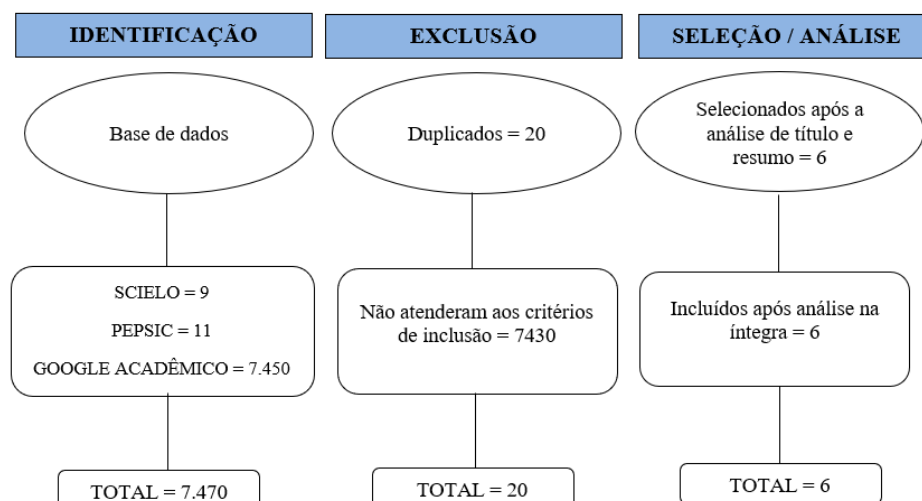 IDENTIFICAÇÃO
Base de dados
SCIELO = 9
PEPSIC = 11
GOOGLE ACADÊMICO = 7.450
TOTAL = 7.470
EXCLUSÃO
Duplicados = 20
Não atenderam aos critérios
de inclusão = 7430
TOTAL = 20
SELEÇÃO / ANÁLISE
Selecionados após a
análise de título e
resumo = 6
Incluídos após análise na
íntegra = 6
TOTAL = 6